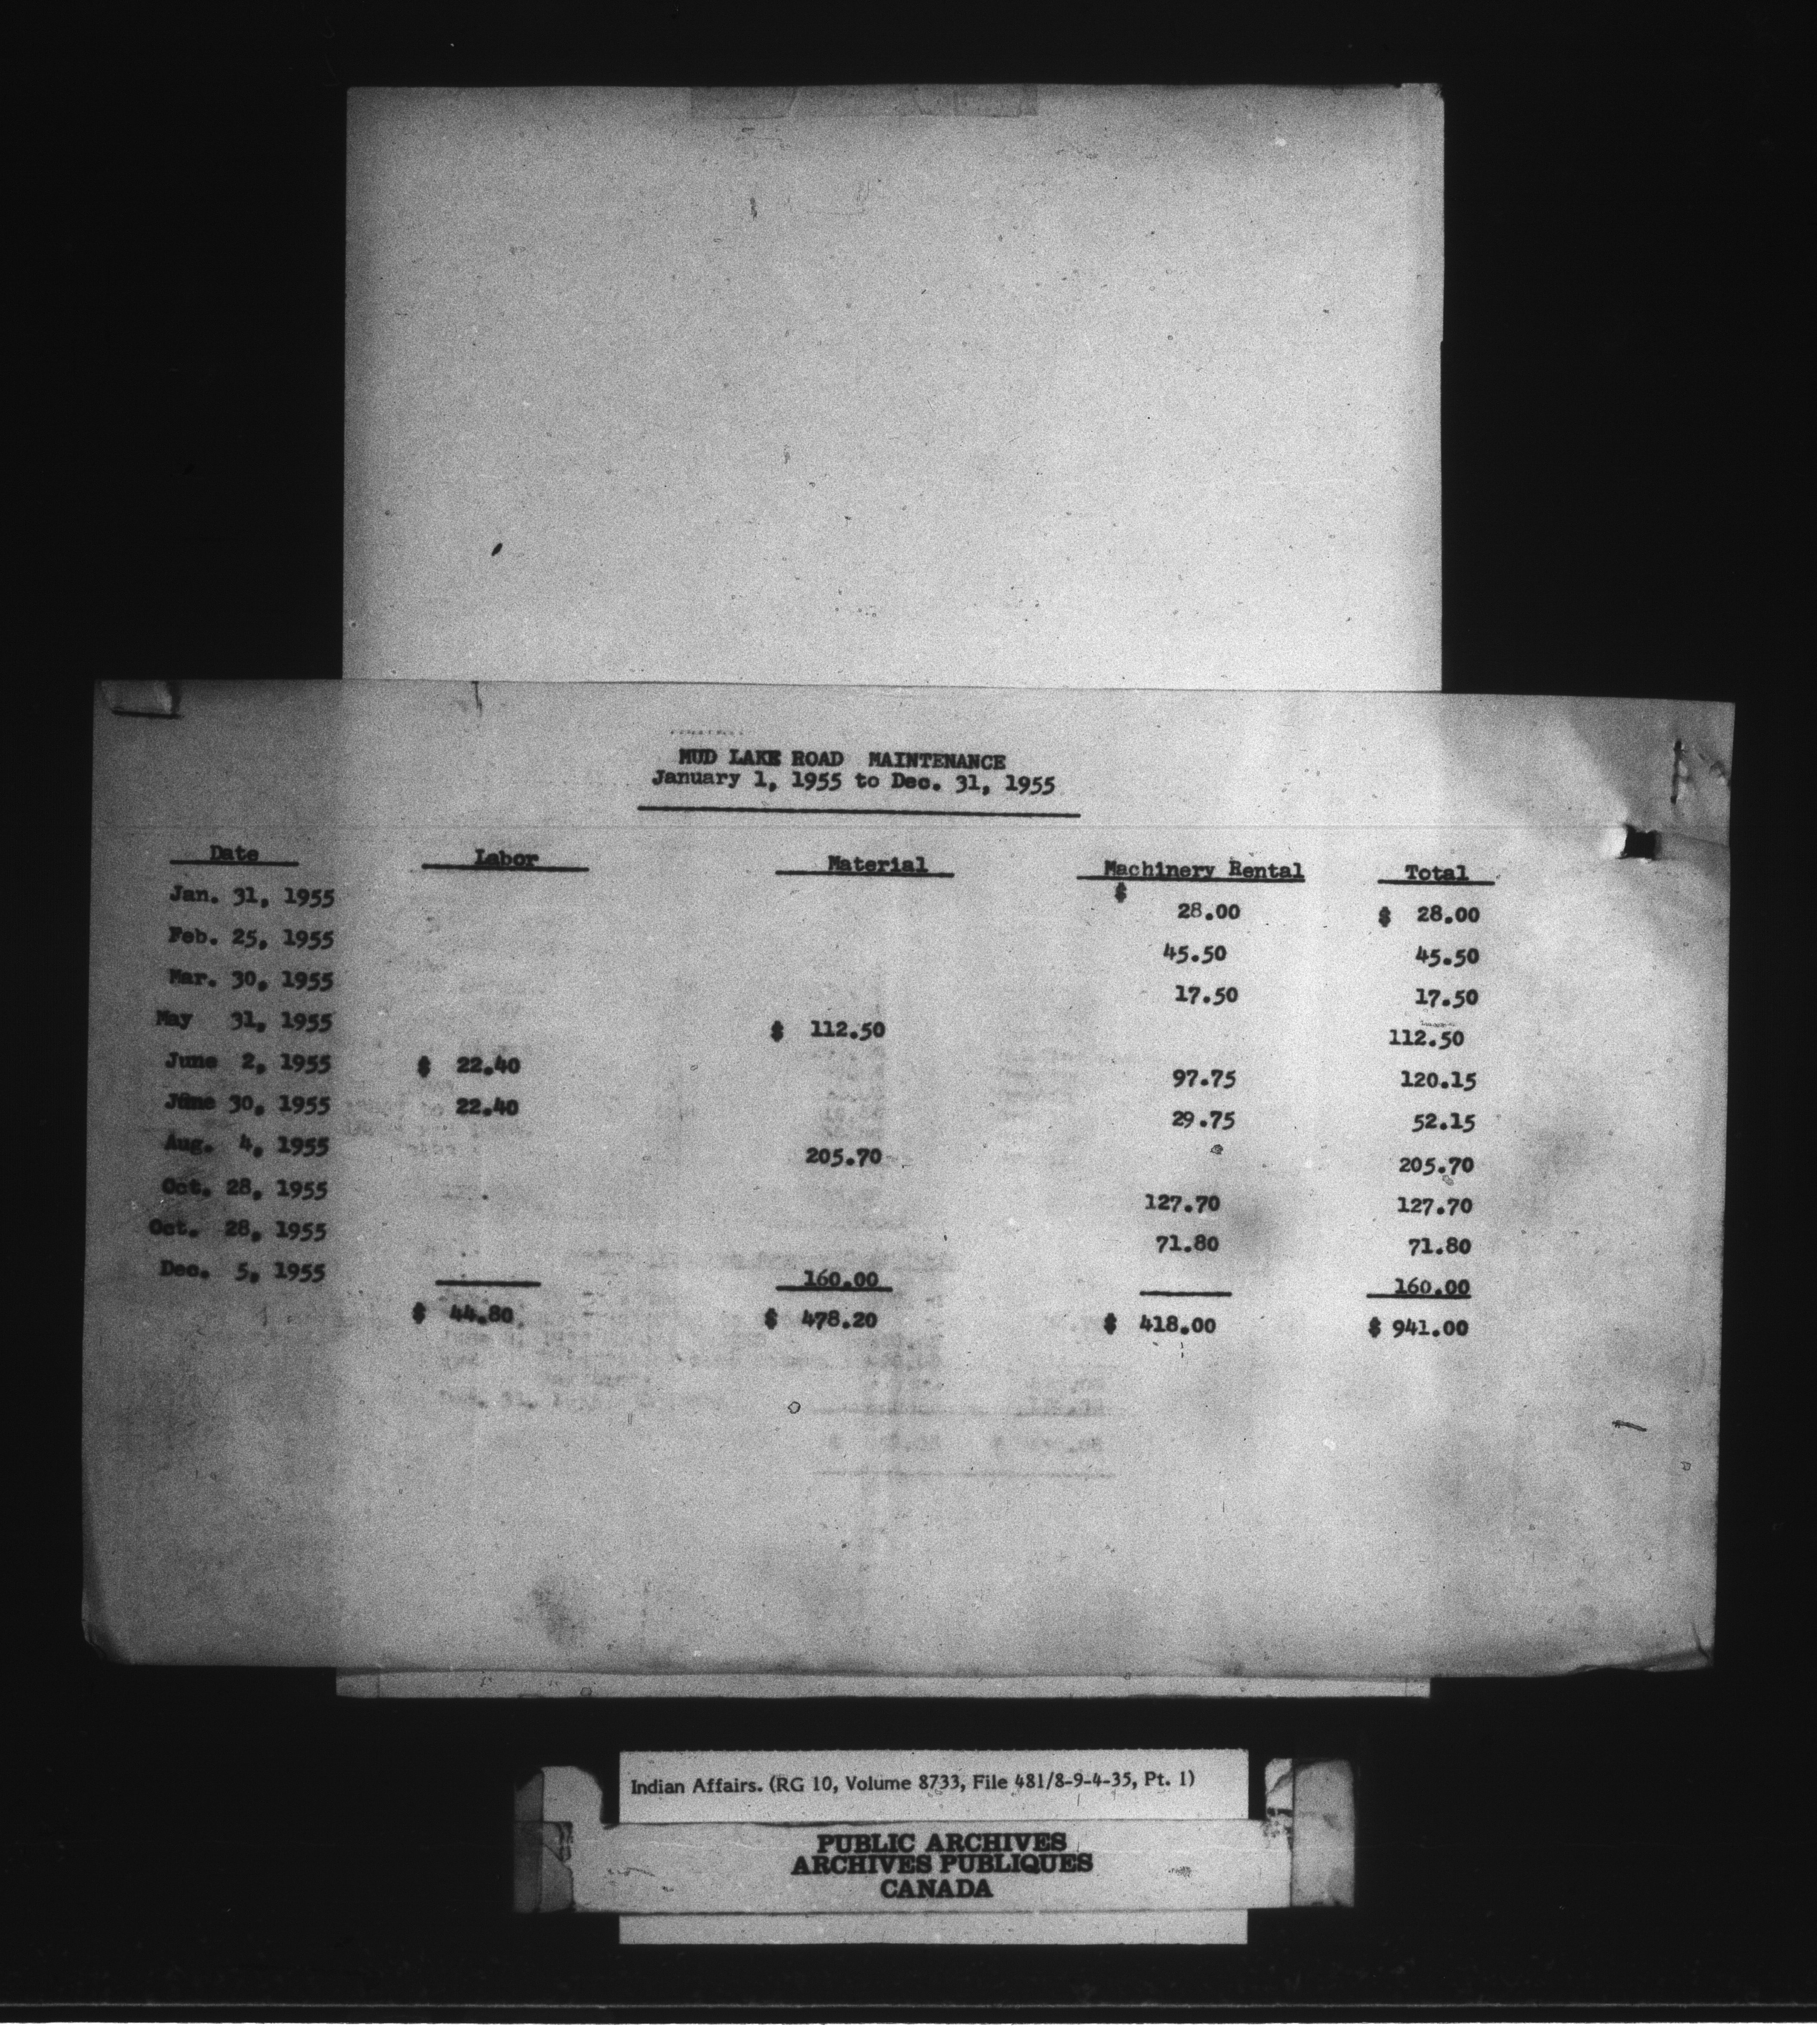 MUD LAKE ROAD MAINTENANCE
January 1, 1955 to Dec. 31, 1955
Date Labor Material Machinery Rental Total
Jan. 31, 1955 $ 28.00 $ 28.00
Feb. 25, 1955 45.50 45.50
Mar. 30, 1955 17.50 17.50
May 31, 1955 $ 112.50 112.50
June 2, 1955 $ 22.40 97.75 120.15
June 30, 1955 22.40 29.75 52.15
Aug. 4, 1955 205.70 205.70
Oct. 28, 1955 127.70 127.70
Oct. 28, 1955 71.80 71.80
Dec. 5, 1955 160.00 160.00
$ 44.80 $ 478.20 $ 418.00 $ 941.00
Indian Affairs. (RG 10, Volume 8733, File 481/8-9-4-35, Pt. 1)
PUBLIC ARCHIVES
ARCHIVES PUBLIQUES
CANADA